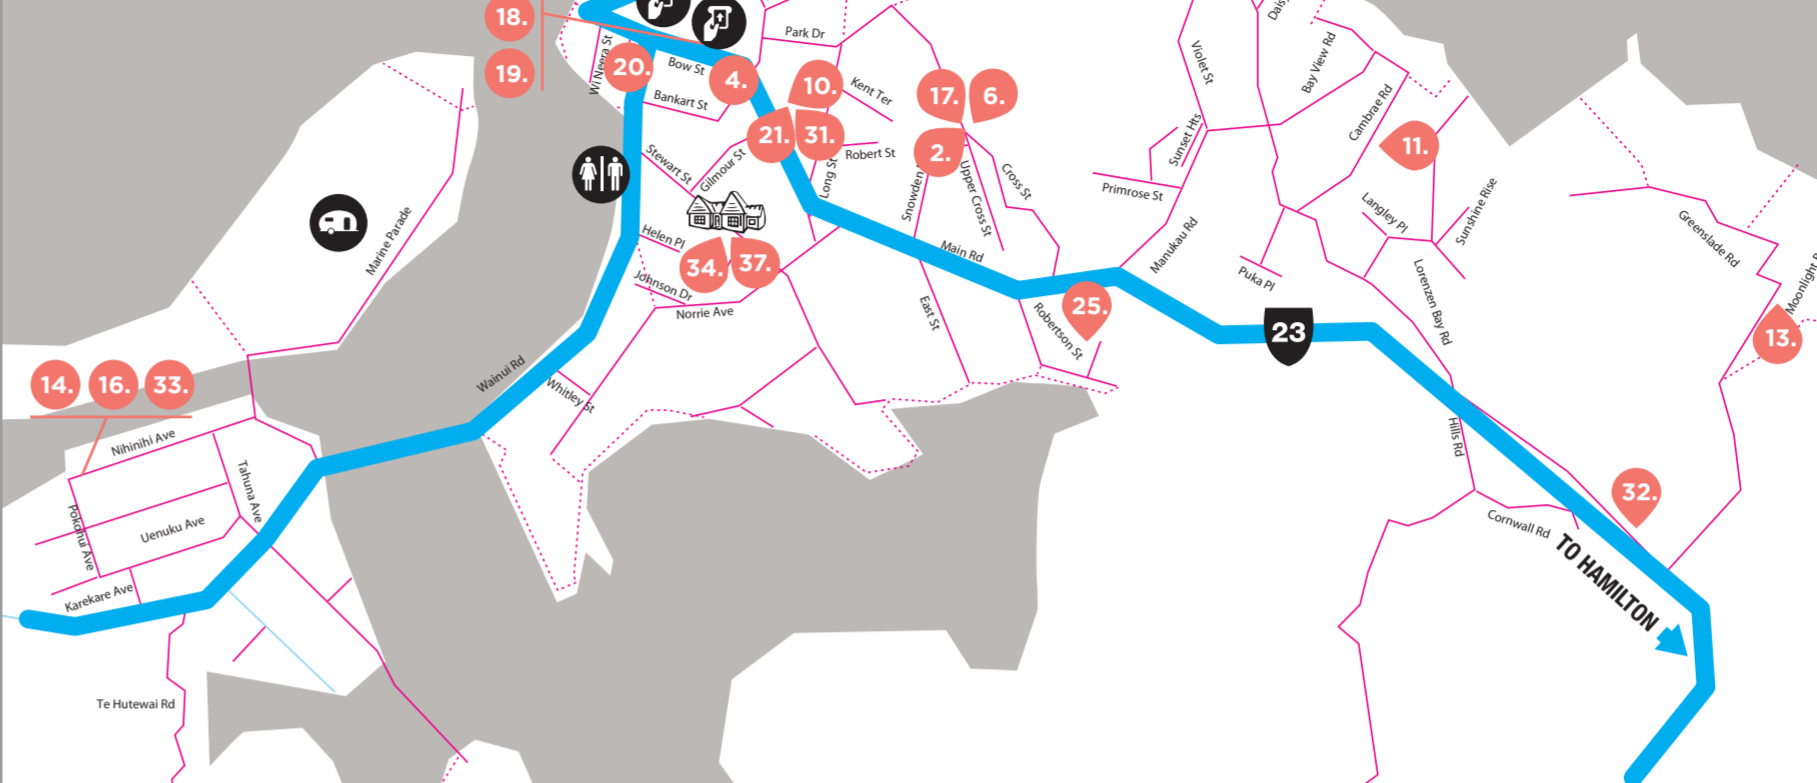 18.
19.
20.
4.
10.
17.
6.
21.
31.
2.
11.
34.
37.
25.
13.
14.
16.
33.
32.
23
Park Dr
Wi Neera St
Bow St
Bankart St
Kent Ter
Stewart St
Gilmour St
Long St
Robert St
Snowden
Upper Cross St
Cross St
Helen Pl
Johnson Dr
Norrie Ave
Main Rd
East St
Robertson St
Marine Parade
Wainui Rd
Whitley St
Violet St
Bay View Rd
Cambrae Rd
Sunset Hts
Primrose St
Manukau Rd
Puka Pl
Langley Pl
Sunshine Rise
Lorenzen Bay Rd
Greenslade Rd
Hills Rd
Cornwall Rd
TO HAMILTON
Nihinihi Ave
Tahuna Ave
Uenuku Ave
Karekare Ave
Te Hutewai Rd